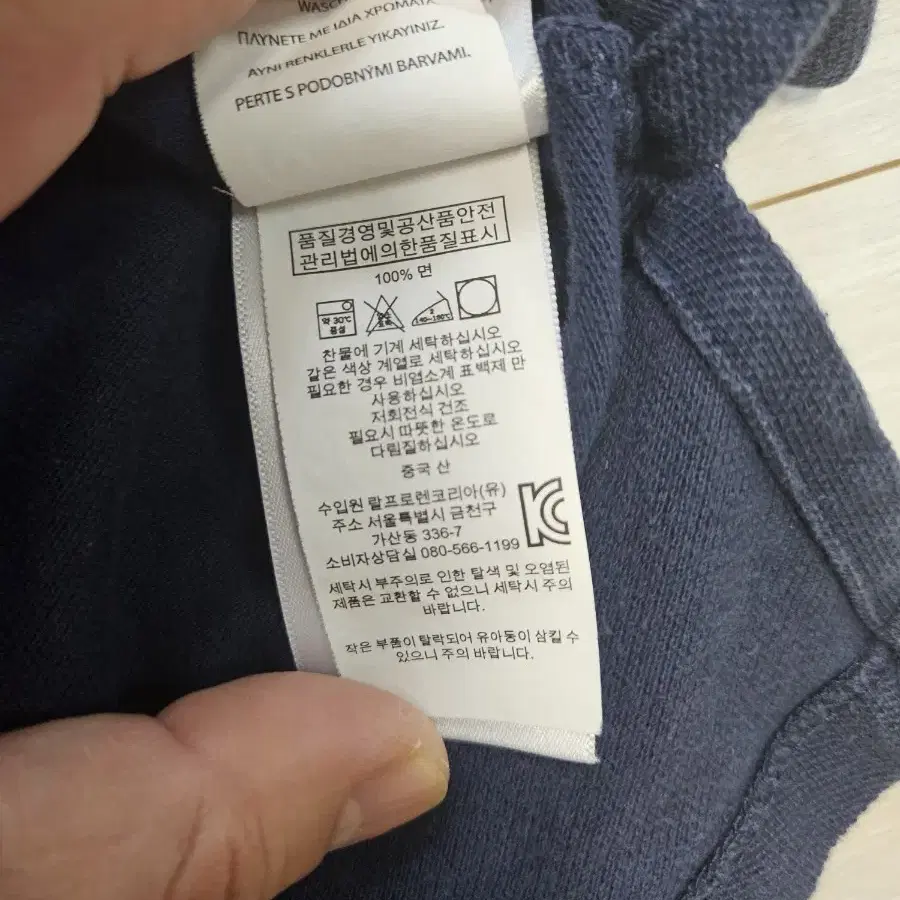 ΠΛΥΝΕΤΕ ΜΕ ΙΔΙΑ ΧΡΩΜΑΤΑ.
AYNI RENKLERLE YIKAYINIZ.
PERTE S PODOBNÝMI BARVAMI.
품질경영및공산품안전
관리법에의한품질표시
100% 면
약 30℃
중성
찬물에 기계 세탁하십시오
같은 색상 계열로 세탁하십시오
필요한 경우 비염소계 표백제 만
사용하십시오
저회전식 건조
필요시 따뜻한 온도로
다림질하십시오
중국 산
수입원 랄프로렌코리아(유)
주소 서울특별시 금천구
가산동 336-7
소비자상담실 080-566-1199
세탁시 부주의로 인한 탈색 및 오염된
제품은 교환할 수 없으니 세탁시 주의
바랍니다.
작은 부품이 탈락되어 유아동이 삼킬 수
있으니 주의 바랍니다.